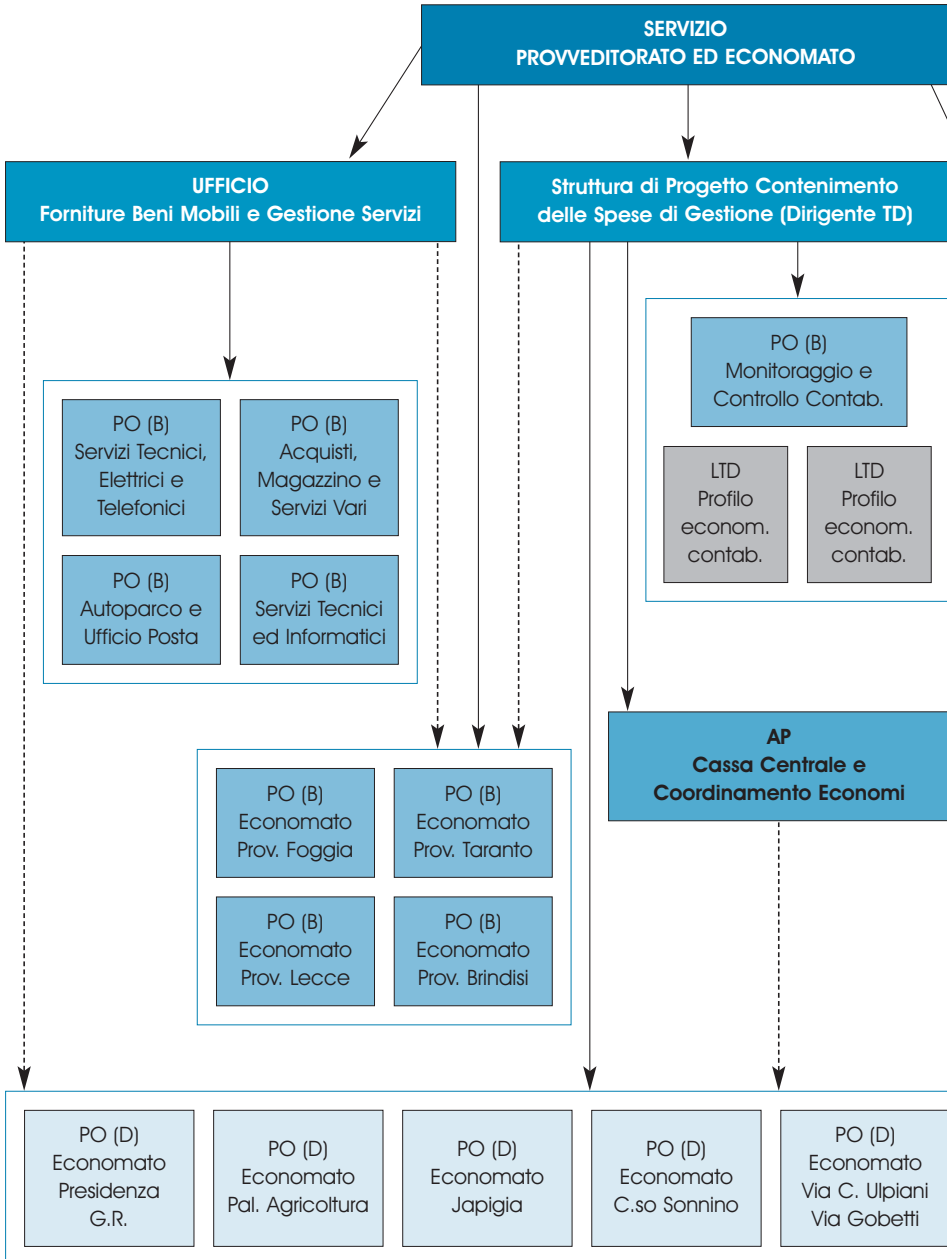 SERVIZIO
PROVVEDITORATO ED ECONOMATO
UFFICIO
Forniture Beni Mobili e Gestione Servizi
Struttura di Progetto Contenimento
delle Spese di Gestione (Dirigente TD)
PO (B)
Monitoraggio e
Controllo Contab.
LTD
Profilo
econom.
contab.
LTD
Profilo
econom.
contab.
PO (B)
Servizi Tecnici,
Elettrici e
Telefonici
PO (B)
Acquisti,
Magazzino e
Servizi Vari
PO (B)
Autoparco e
Ufficio Posta
PO (B)
Servizi Tecnici
ed Informatici
AP
Cassa Centrale e
Coordinamento Economi
PO (B)
Economato
Prov. Foggia
PO (B)
Economato
Prov. Taranto
PO (B)
Economato
Prov. Lecce
PO (B)
Economato
Prov. Brindisi
PO (D)
Economato
Presidenza
G.R.
PO (D)
Economato
Pal. Agricoltura
PO (D)
Economato
Japigia
PO (D)
Economato
C.so Sonnino
PO (D)
Economato
Via C. Ulpiani
Via Gobetti